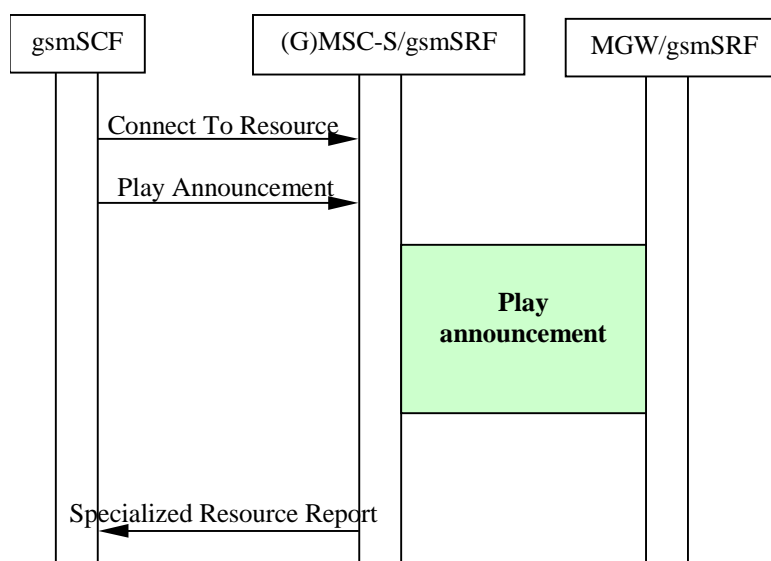 gsmSCF
(G)MSC-S/gsmSRF
MGW/gsmSRF
Connect To Resource
Play Announcement
Play
announcement
Specialized Resource Report